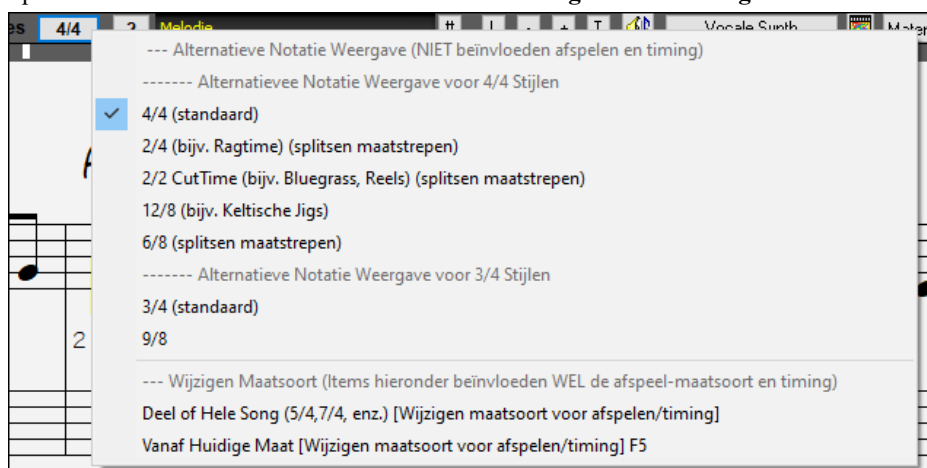 es 4/4 2 Melodie # L - + T Vocale Synth Mater
--- Alternatieve Notatie Weergave (NIET beïnvloeden afspelen en timing)
------- Alternatievee Notatie Weergave voor 4/4 Stijlen
4/4 (standaard)
2/4 (bijv. Ragtime) (splitsen maatstrepen)
2/2 CutTime (bijv. Bluegrass, Reels) (splitsen maatstrepen)
12/8 (bijv. Keltische Jigs)
6/8 (splitsen maatstrepen)
------- Alternatieve Notatie Weergave voor 3/4 Stijlen
3/4 (standaard)
9/8
2
--- Wijzigen Maatsoort (Items hieronder beïnvloeden WEL de afspeel-maatsoort en timing)
Deel of Hele Song (5/4,7/4, enz.) [Wijzigen maatsoort voor afspelen/timing]
Vanaf Huidige Maat [Wijzigen maatsoort voor afspelen/timing] F5